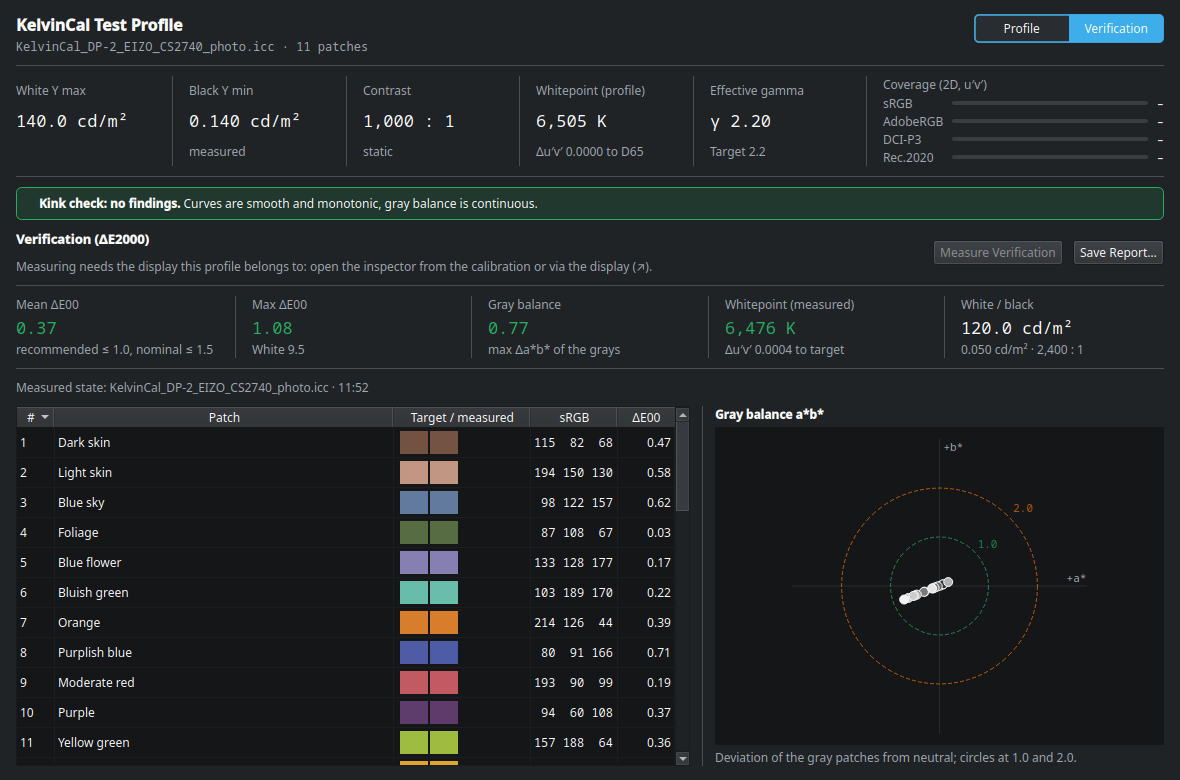 KelvinCal Test Profile
KelvinCal_DP-2_EIZO_CS2740_photo.icc · 11 patches
Profile
Verification
White Y max
140.0 cd/m²
Black Y min
0.140 cd/m²
measured
Contrast
1,000 : 1
static
Whitepoint (profile)
6,505 K
Δu′v′ 0.0000 to D65
Effective gamma
γ 2.20
Target 2.2
Coverage (2D, u′v′)
sRGB –
AdobeRGB –
DCI-P3 –
Rec.2020 –
Kink check: no findings. Curves are smooth and monotonic, gray balance is continuous.
Verification (ΔE2000)
Measuring needs the display this profile belongs to: open the inspector from the calibration or via the display (↗).
Measure Verification
Save Report...
Mean ΔE00
0.37
recommended ≤ 1.0, nominal ≤ 1.5
Max ΔE00
1.08
White 9.5
Gray balance
0.77
max Δa*b* of the grays
Whitepoint (measured)
6,476 K
Δu′v′ 0.0004 to target
White / black
120.0 cd/m²
0.050 cd/m² · 2,400 : 1
Measured state: KelvinCal_DP-2_EIZO_CS2740_photo.icc · 11:52
# Patch Target / measured sRGB ΔE00
1 Dark skin 115 82 68 0.47
2 Light skin 194 150 130 0.58
3 Blue sky 98 122 157 0.62
4 Foliage 87 108 67 0.03
5 Blue flower 133 128 177 0.17
6 Bluish green 103 189 170 0.22
7 Orange 214 126 44 0.39
8 Purplish blue 80 91 166 0.71
9 Moderate red 193 90 99 0.19
10 Purple 94 60 108 0.37
11 Yellow green 157 188 64 0.36
Gray balance a*b*
+b*
2.0
1.0
+a*
Deviation of the gray patches from neutral; circles at 1.0 and 2.0.